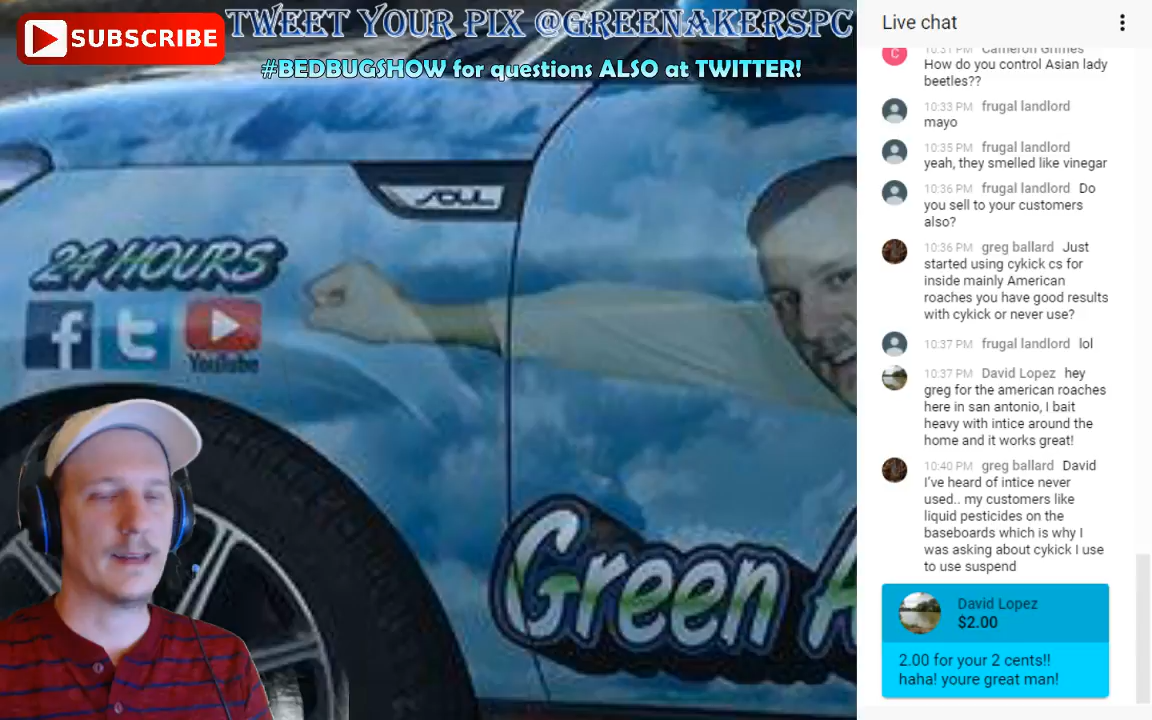 SUBSCRIBE
TWEET YOUR PIX @GREENAKERSPC
#BEDBUGSHOW for questions ALSO at TWITTER!
SOUL
24 HOURS
f
t
YouTube
Green A
Live chat
C
10:31 PM Cameron Grimes
How do you control Asian lady
beetles??
10:33 PM frugal landlord
mayo
10:35 PM frugal landlord
yeah, they smelled like vinegar
10:36 PM frugal landlord Do
you sell to your customers
also?
10:36 PM greg ballard Just
started using cykick cs for
inside mainly American
roaches you have good results
with cykick or never use?
10:37 PM frugal landlord lol
10:37 PM David Lopez hey
greg for the american roaches
here in san antonio, I bait
heavy with intice around the
home and it works great!
10:40 PM greg ballard David
I've heard of intice never
used.. my customers like
liquid pesticides on the
baseboards which is why I
was asking about cykick I use
to use suspend
David Lopez
$2.00
2.00 for your 2 cents!!
haha! youre great man!